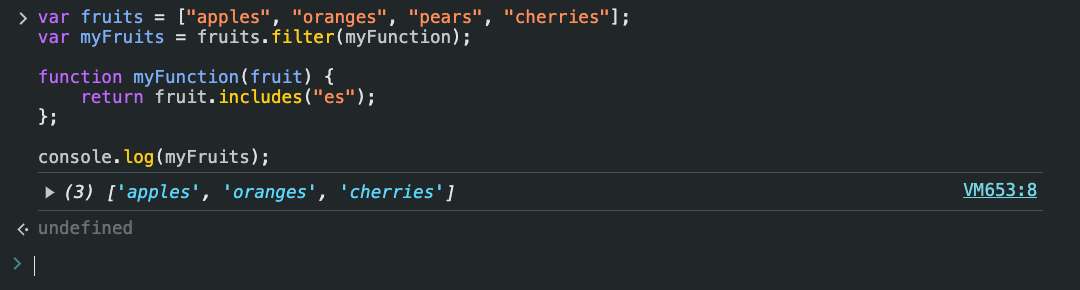 var fruits = ["apples", "oranges", "pears", "cherries"];
var myFruits = fruits.filter(myFunction);
function myFunction(fruit) {
    return fruit.includes("es");
};
console.log(myFruits);
(3) ['apples', 'oranges', 'cherries'] VM653:8
undefined